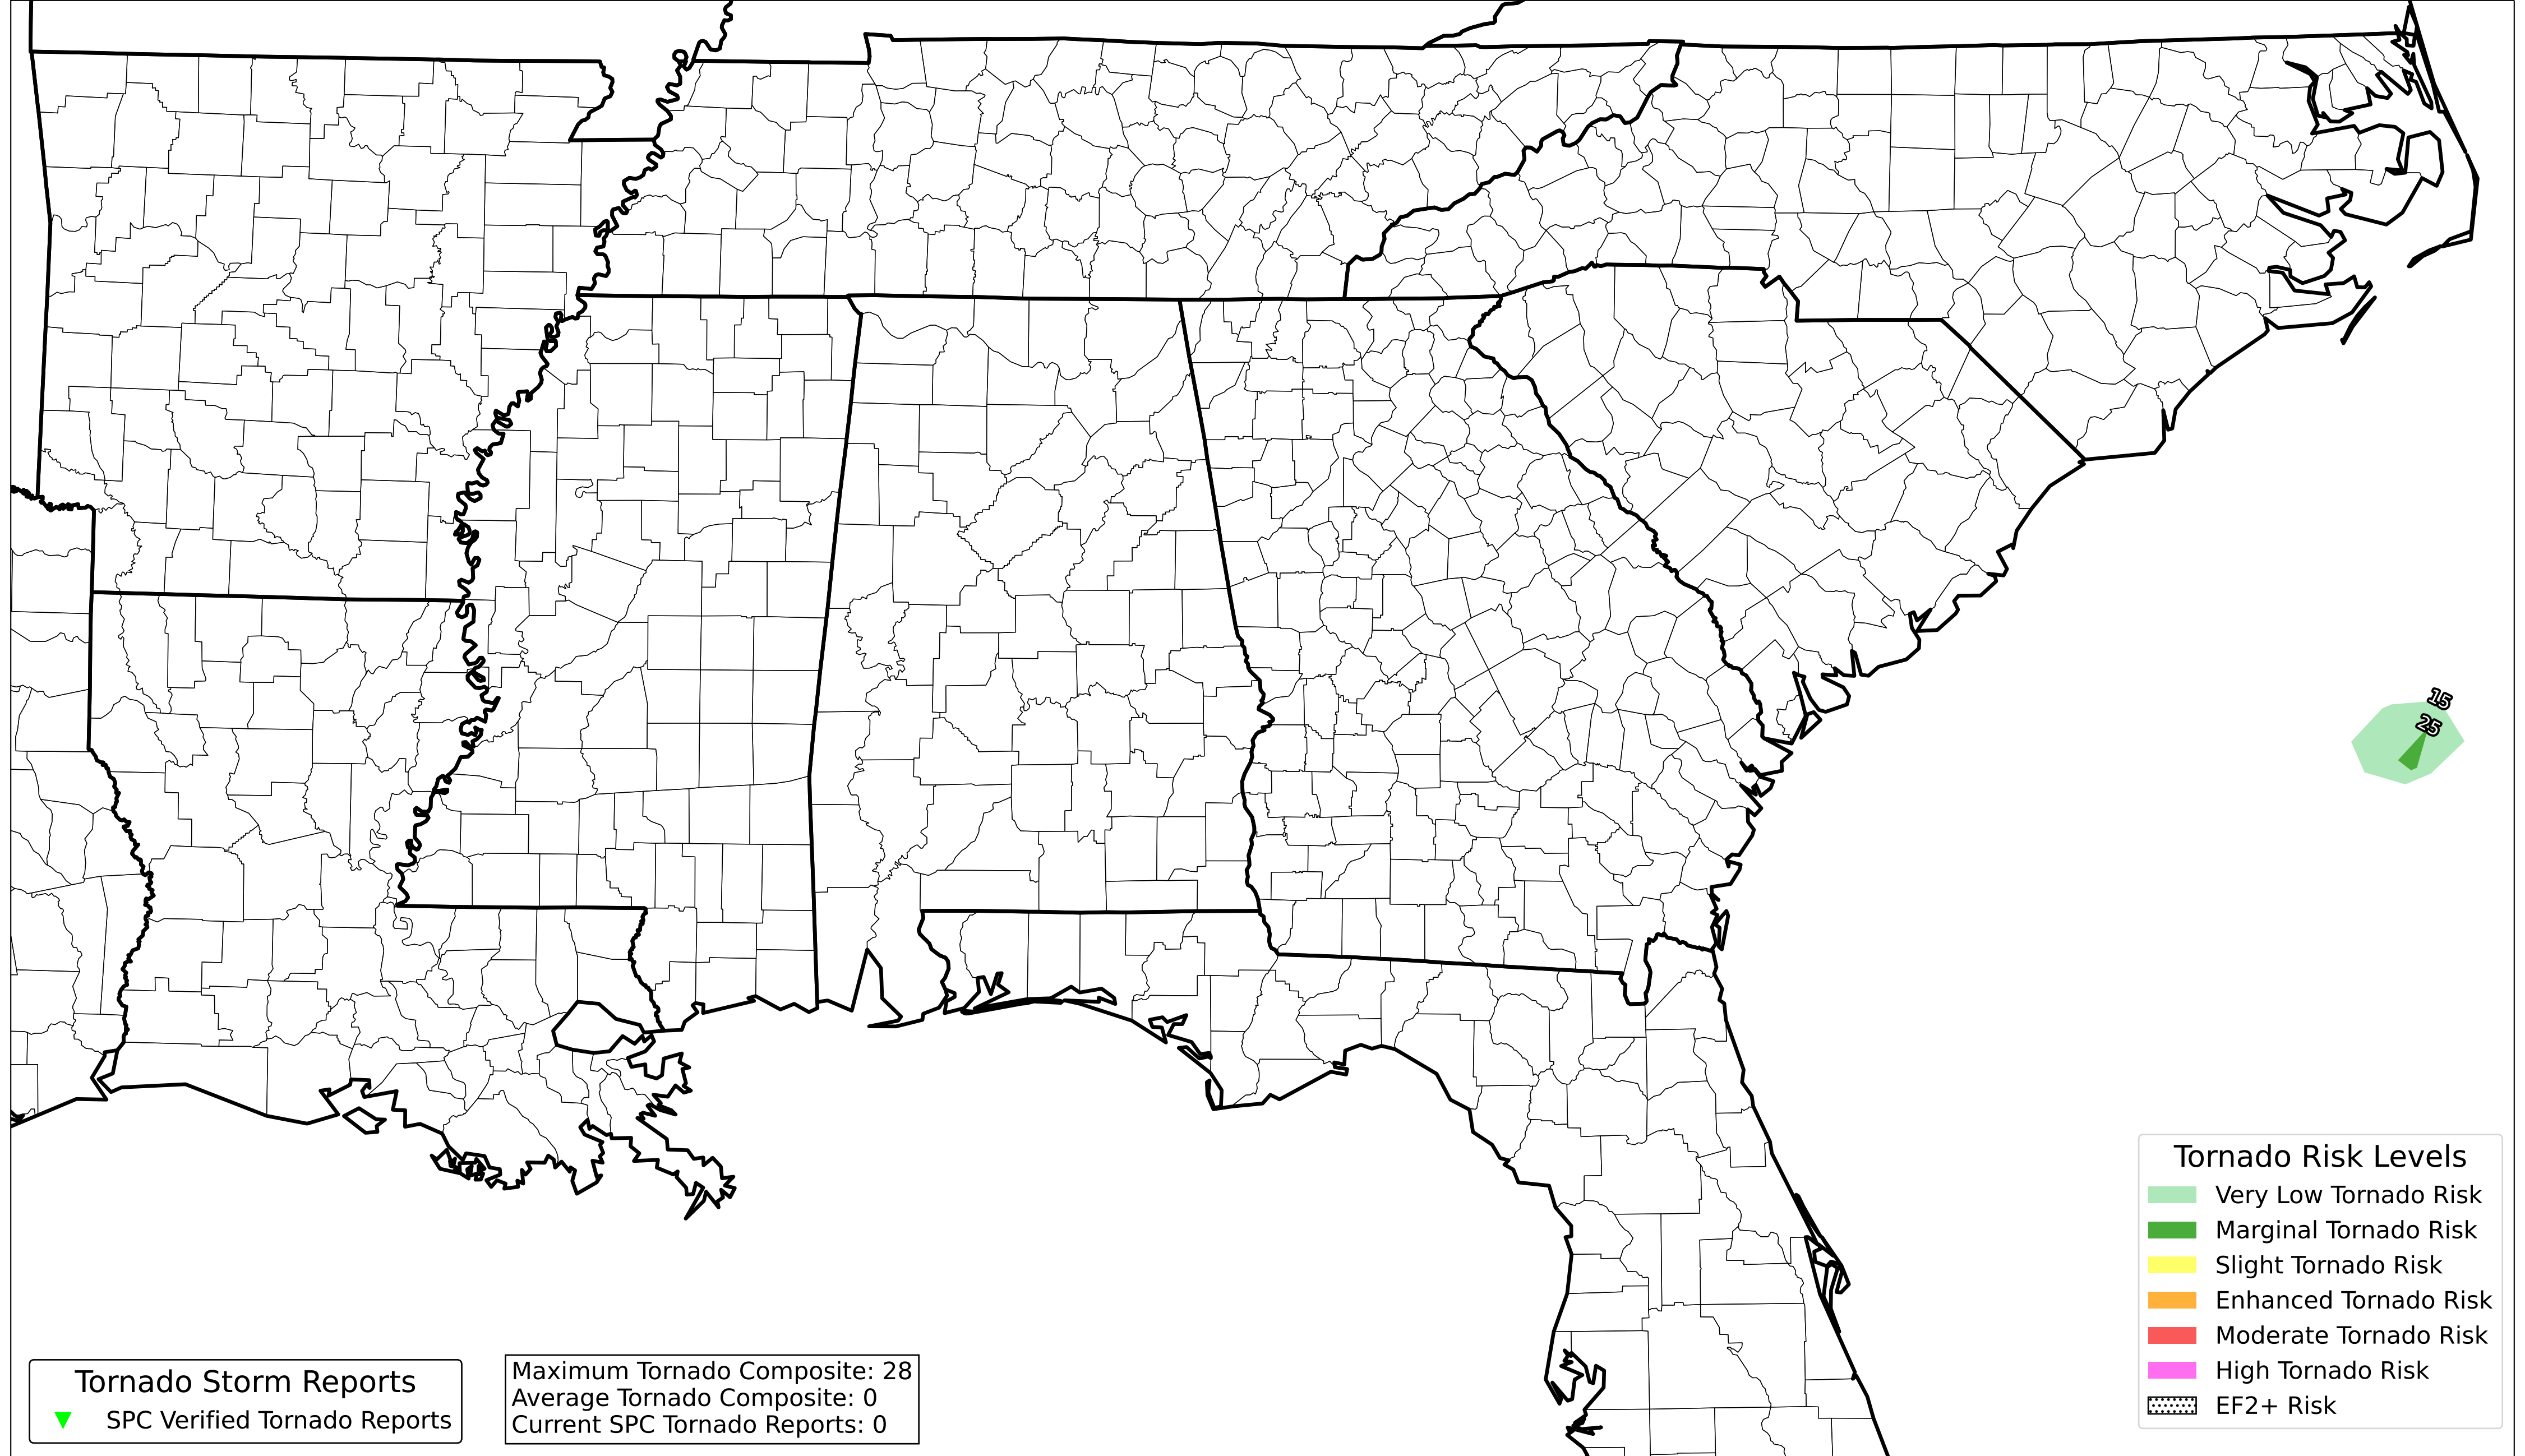 15
25
Tornado Risk Levels
Very Low Tornado Risk
Marginal Tornado Risk
Slight Tornado Risk
Enhanced Tornado Risk
Moderate Tornado Risk
High Tornado Risk
EF2+ Risk
Tornado Storm Reports
SPC Verified Tornado Reports
Maximum Tornado Composite: 28
Average Tornado Composite: 0
Current SPC Tornado Reports: 0